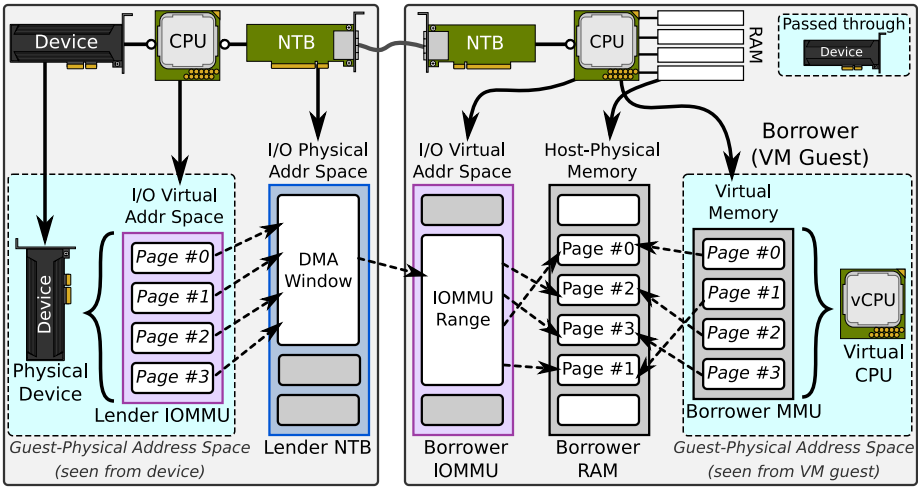 Device
CPU
NTB
NTB
CPU
RAM
Passed through
Device
I/O Virtual
Addr Space
I/O Physical
Addr Space
I/O Virtual
Addr Space
Host-Physical
Memory
Borrower
(VM Guest)
Virtual
Memory
Device
Physical
Device
Page #0
Page #1
Page #2
Page #3
Lender IOMMU
Guest-Physical Address Space
(seen from device)
DMA
Window
Lender NTB
IOMMU
Range
Borrower
IOMMU
Page #0
Page #2
Page #3
Page #1
Borrower
RAM
Page #0
Page #1
Page #2
Page #3
Borrower MMU
vCPU
Virtual
CPU
Guest-Physical Address Space
(seen from VM guest)